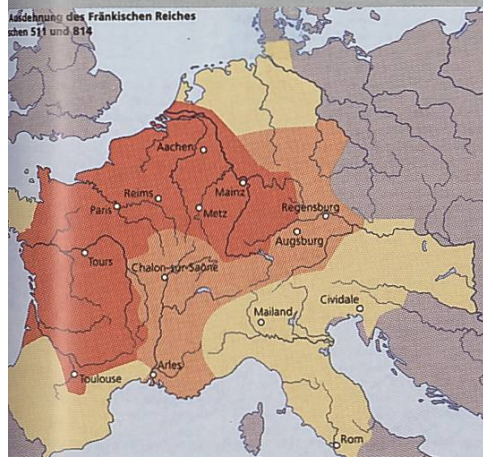 Ausdehnung des Fränkischen Reiches
schen 511 und 814
Aachen
Reims
Mainz
Paris
Metz
Regensburg
Augsburg
Tours
Chalon-sur-Saône
Mailand
Cividale
Toulouse
Arles
Rom